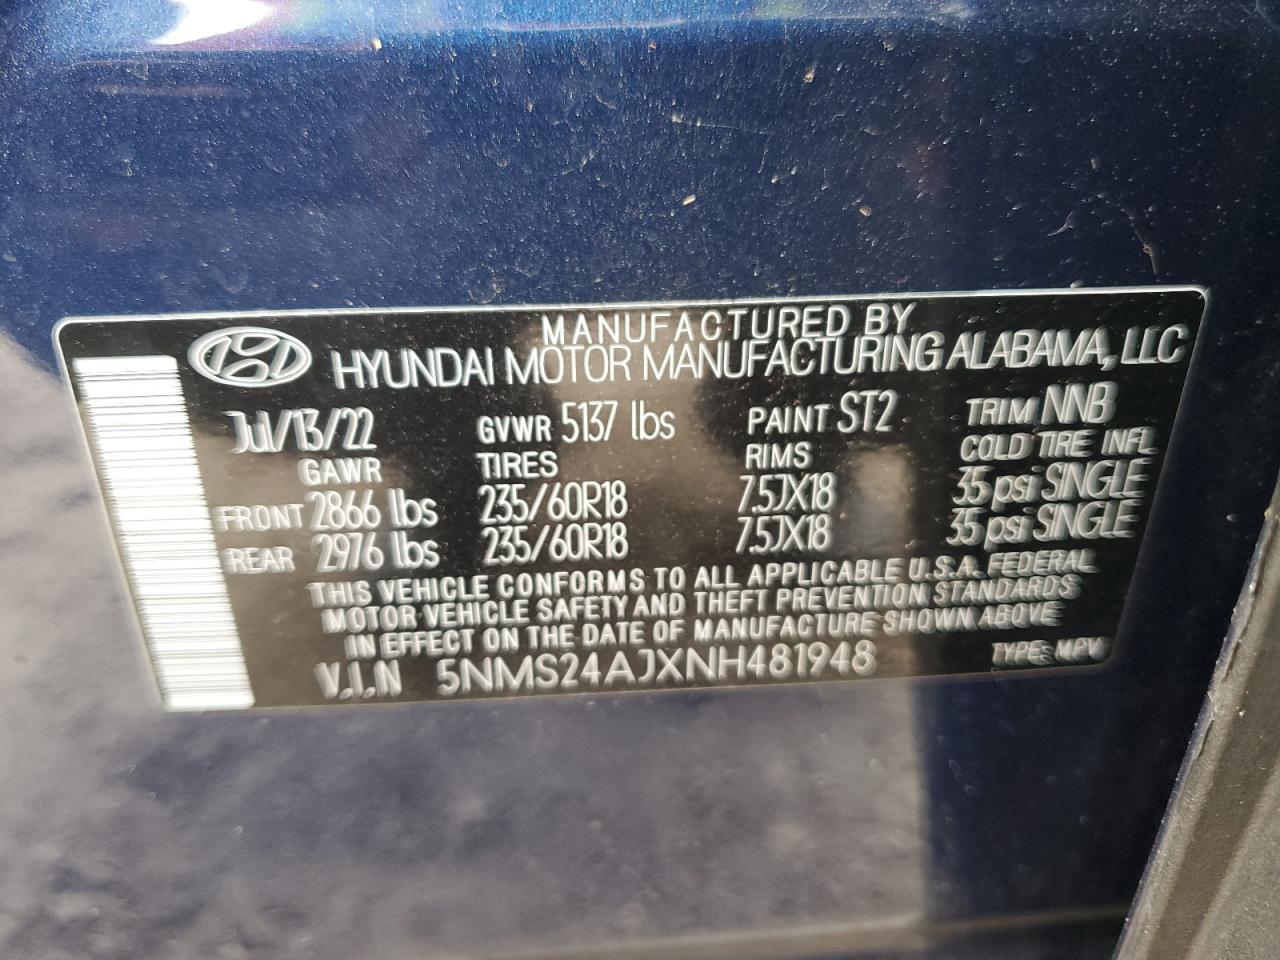 MANUFACTURED BY
HYUNDAI MOTOR MANUFACTURING ALABAMA, LLC
Jul/13/22 GVWR 5137 lbs PAINT ST2 TRIM NNB
GAWR TIRES RIMS COLD TIRE INFL
FRONT 2866 lbs 235/60R18 7.5JX18 35 psi SINGLE
REAR 2976 lbs 235/60R18 7.5JX18 35 psi SINGLE
THIS VEHICLE CONFORMS TO ALL APPLICABLE U.S.A. FEDERAL
MOTOR VEHICLE SAFETY AND THEFT PREVENTION STANDARDS
IN EFFECT ON THE DATE OF MANUFACTURE SHOWN ABOVE
V.I.N 5NMS24AJXNH481948 TYPE: MPV